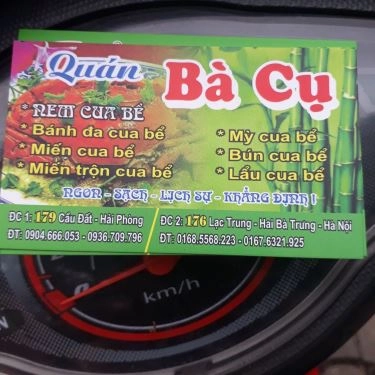 Quán
Bà Cụ
* NEM CUA BỂ
* Bánh đa cua bể
* Miến cua bể
* Miến trộn cua bể
* Mỳ cua bể
* Bún cua bể
* Lẩu cua bể
NGON - SẠCH - LỊCH SỰ - KHẲNG ĐỊNH !
ĐC 1: 179 Cầu Đất - Hải Phòng
ĐT: 0904.666.053 - 0936.709.796
ĐC 2: 176 Lạc Trung - Hai Bà Trưng - Hà Nội
ĐT: 0168.5568.223 - 0167.6321.925
km/h